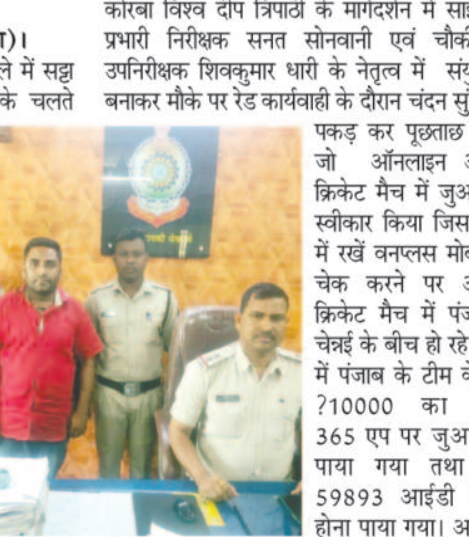 ा)।
ले में सट्टा
के चलते
कोरबा विश्व दीप त्रिपाठी के मार्गदर्शन में
प्रभारी निरीक्षक सनत सोनवानी एवं
उपनिरीक्षक शिवकुमार धारी के नेतृत्व में
बनाकर मौके पर रेड कार्यवाही के दौरान चंदन
पकड़ कर पूछताछ
जो ऑनलाइन
क्रिकेट मैच में
स्वीकार किया
में रखें वनप्लस
चेक करने पर
क्रिकेट मैच में
चेन्नई के बीच हो रहे
में पंजाब के टीम
?10000 का
365 एप पर
पाया गया तथा
59893 आईडी
होना पाया गया।